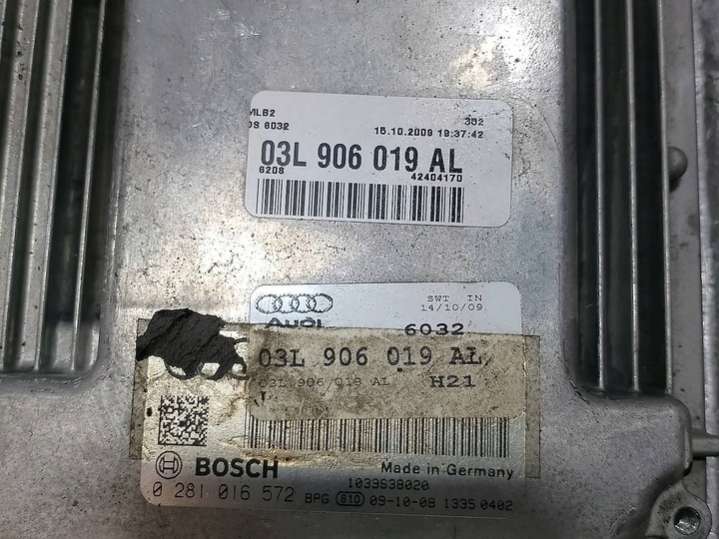 MLB2 302
DS 6032 15.10.2009 19:37:42
03L 906 019 AL
6208 42404170
SWT IN
14/10/09
Audi 6032
03L 906 019 AL
03L 906 019 AL H21
BOSCH Made in Germany
1033S38020
0 281 016 572 BPG 610 09-10-08 1335 0402